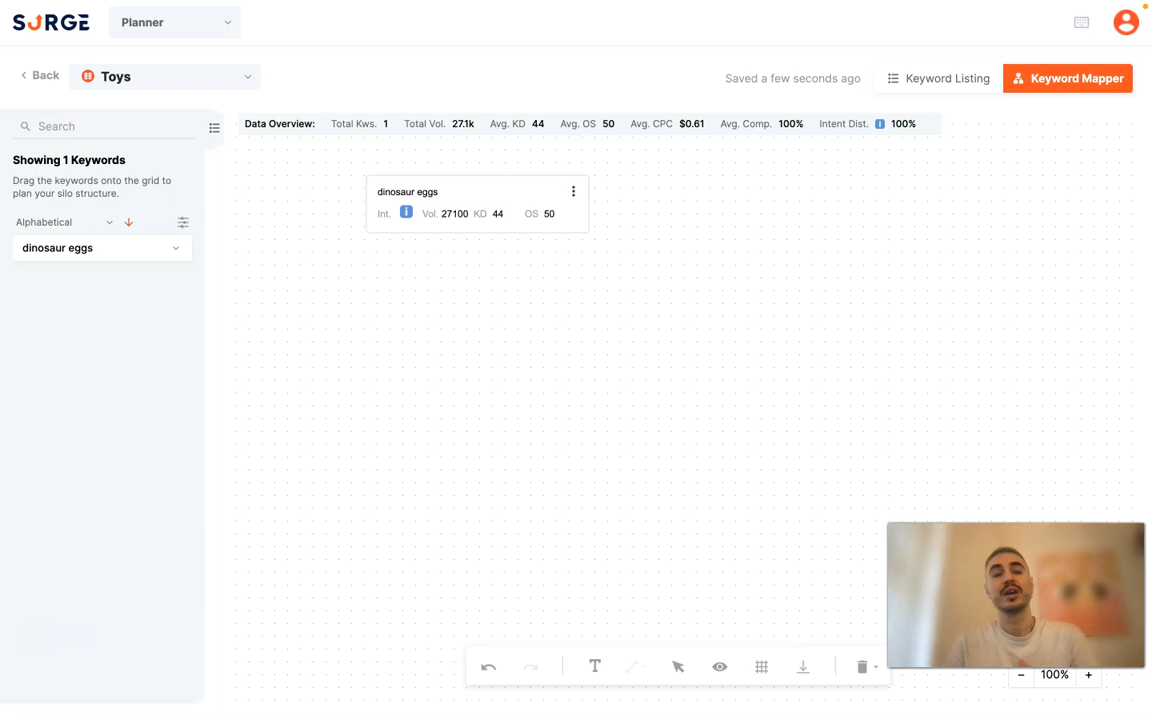 SURGE
Planner
Back
Toys
Saved a few seconds ago
Keyword Listing
Keyword Mapper
Search
Data Overview: Total Kws. 1 Total Vol. 27.1k Avg. KD 44 Avg. OS 50 Avg. CPC $0.61 Avg. Comp. 100% Intent Dist. i 100%
Showing 1 Keywords
Drag the keywords onto the grid to
plan your silo structure.
Alphabetical
dinosaur eggs
dinosaur eggs
Int. i Vol. 27100 KD 44 OS 50
T
100%